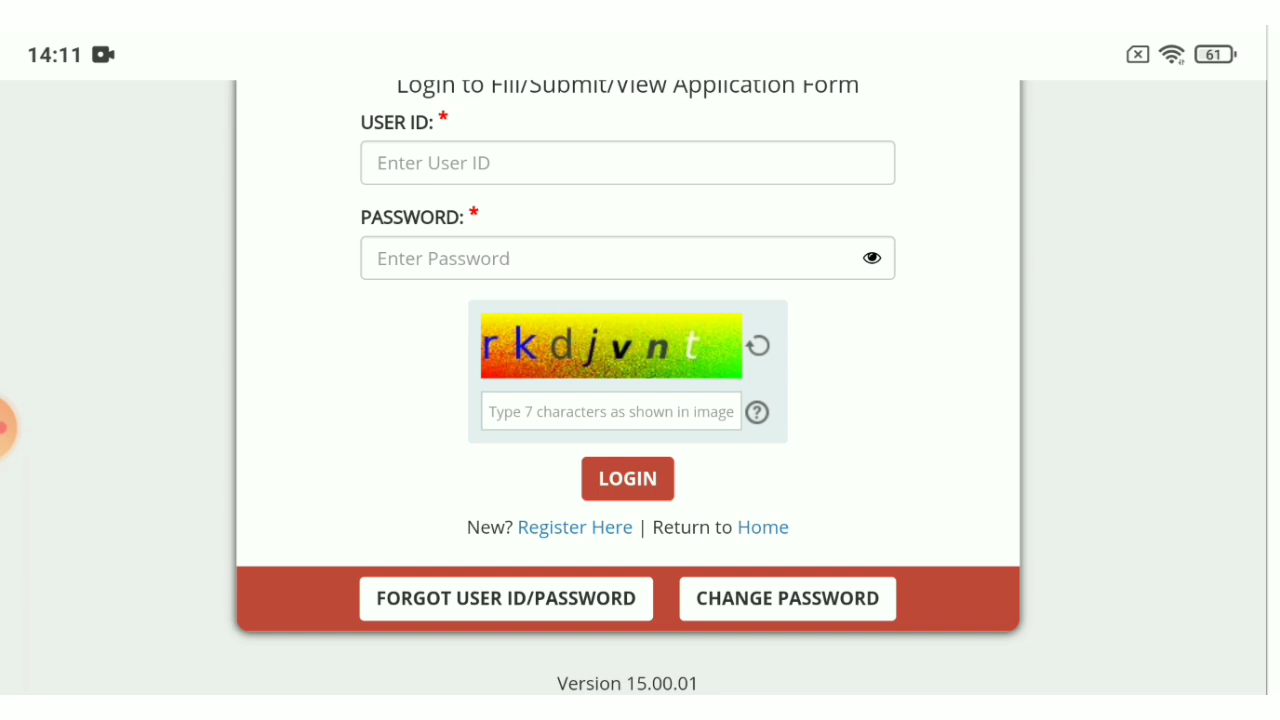 14:11
61
Login to Fill/Submit/View Application Form
USER ID: *
Enter User ID
PASSWORD: *
Enter Password
rkdjvnt
Type 7 characters as shown in image
LOGIN
New? Register Here | Return to Home
FORGOT USER ID/PASSWORD CHANGE PASSWORD
Version 15.00.01